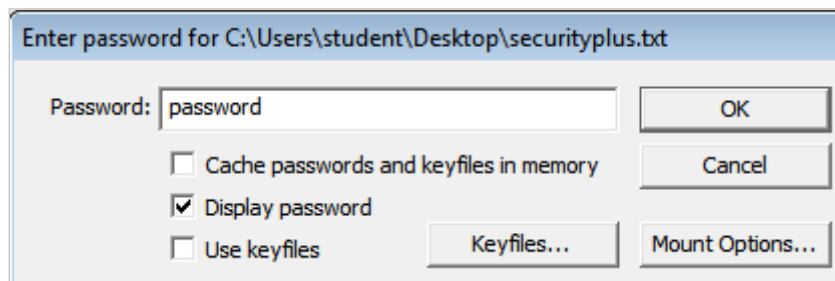 Enter password for C:\Users\student\Desktop\securityplus.txt
Password: password OK
Cache passwords and keyfiles in memory Cancel
Display password
Use keyfiles Keyfiles... Mount Options...